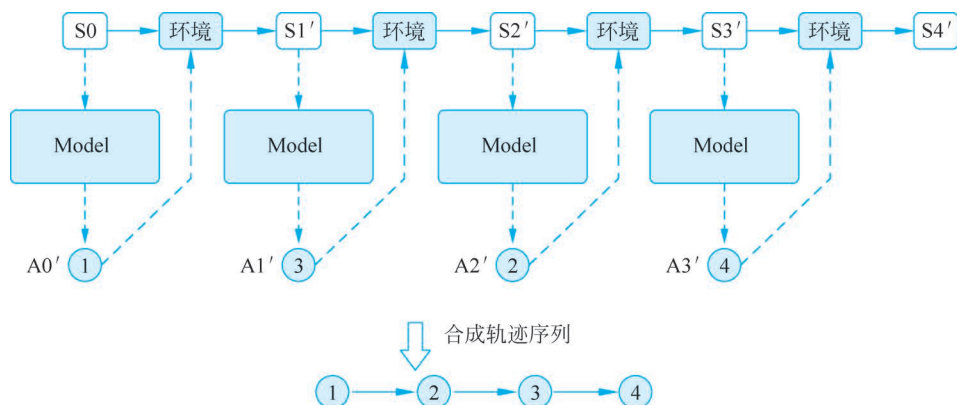 S0 环境 S1′ 环境 S2′ 环境 S3′ 环境 S4′
Model Model Model Model
A0′ 1 A1′ 3 A2′ 2 A3′ 4
合成轨迹序列
1 2 3 4